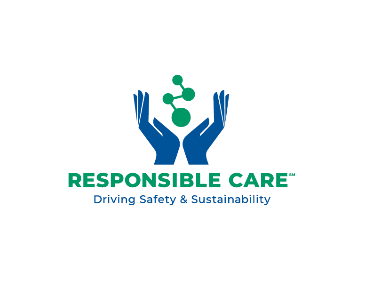 RESPONSIBLE CARE℠
Driving Safety & Sustainability